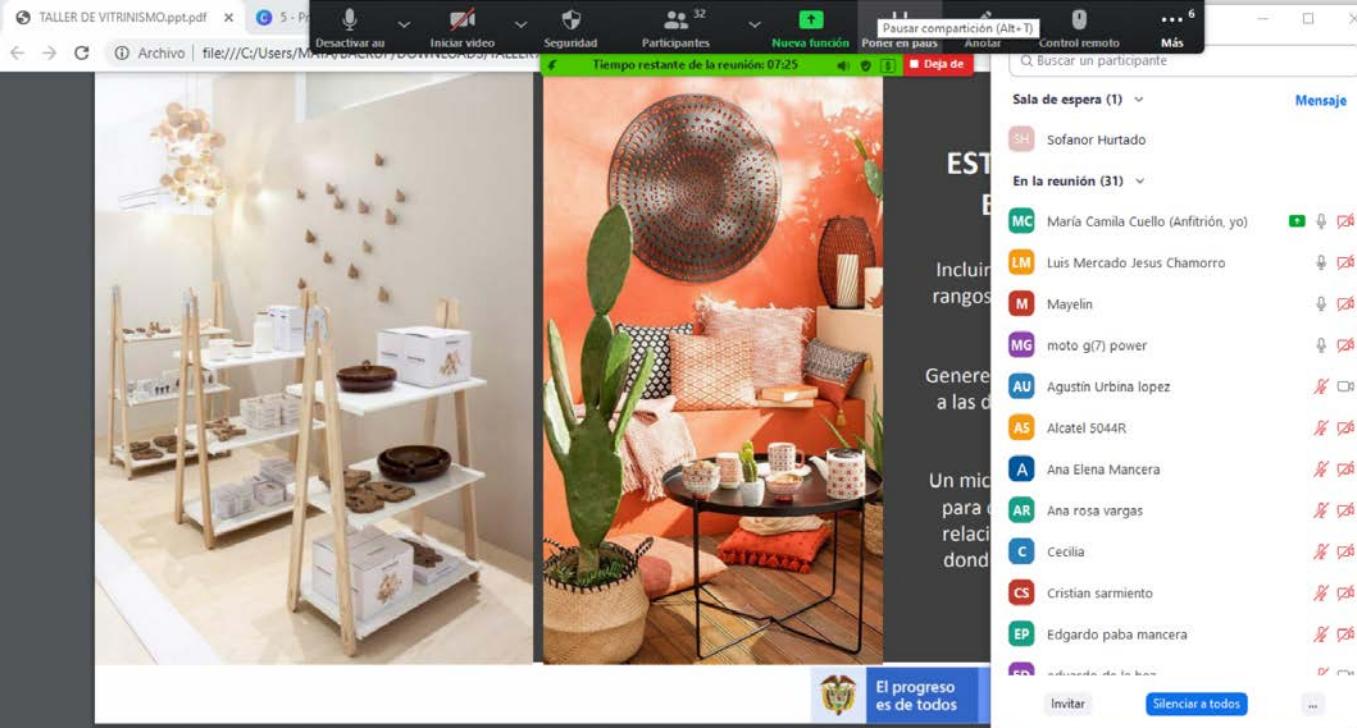 TALLER DE VITRINISMO.ppt.pdf
5 - Pr
32
6
Desactivar au
Iniciar video
Seguridad
Participantes
Nueva función
Poner en paus
Anotar
Control remoto
Más
Pausar compartición (Alt+T)
Archivo
file:///C:/Users/
Tiempo restante de la reunión: 07:25
Deja de
Buscar un participante
Sala de espera (1)
Mensaje
SH Sofanor Hurtado
En la reunión (31)
MC María Camila Cuello (Anfitrión, yo)
LM Luis Mercado Jesus Chamorro
M Mayelin
MG moto g(7) power
AU Agustín Urbina lopez
AS Alcatel 5044R
A Ana Elena Mancera
AR Ana rosa vargas
C Cecilia
CS Cristian sarmiento
EP Edgardo paba mancera
Invitar
Silenciar a todos
...
EST
E
Incluir
rangos
Genere
a las d
Un mic
para
relaci
dond
El progreso
es de todos